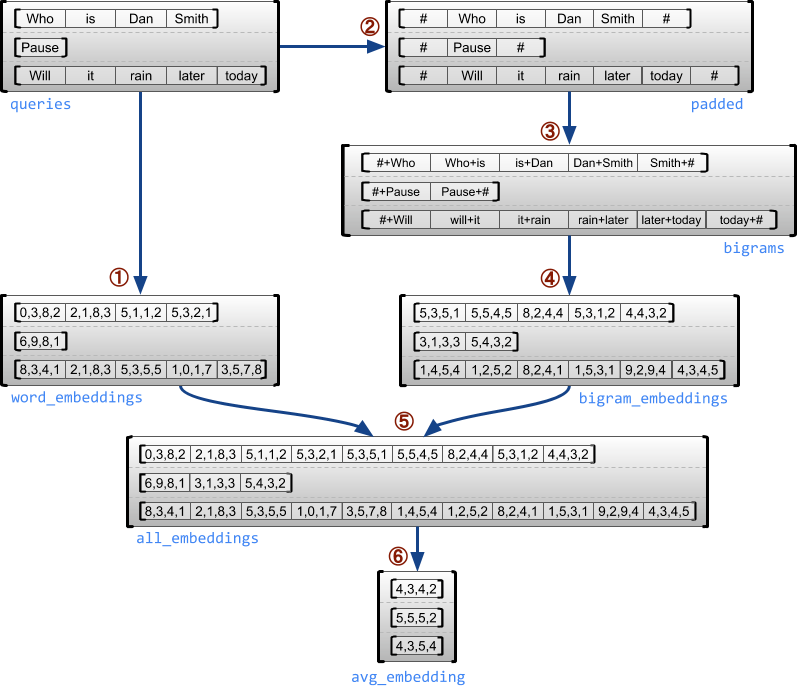 Who is Dan Smith
Pause
Will it rain later today
queries
②
# Who is Dan Smith #
# Pause #
# Will it rain later today #
padded
③
#+Who Who+is is+Dan Dan+Smith Smith+#
#+Pause Pause+#
#+Will will+it it+rain rain+later later+today today+#
bigrams
①
④
0,3,8,2 2,1,8,3 5,1,1,2 5,3,2,1
6,9,8,1
8,3,4,1 2,1,8,3 5,3,5,5 1,0,1,7 3,5,7,8
word_embeddings
5,3,5,1 5,5,4,5 8,2,4,4 5,3,1,2 4,4,3,2
3,1,3,3 5,4,3,2
1,4,5,4 1,2,5,2 8,2,4,1 1,5,3,1 9,2,9,4 4,3,4,5
bigram_embeddings
⑤
0,3,8,2 2,1,8,3 5,1,1,2 5,3,2,1 5,3,5,1 5,5,4,5 8,2,4,4 5,3,1,2 4,4,3,2
6,9,8,1 3,1,3,3 5,4,3,2
8,3,4,1 2,1,8,3 5,3,5,5 1,0,1,7 3,5,7,8 1,4,5,4 1,2,5,2 8,2,4,1 1,5,3,1 9,2,9,4 4,3,4,5
all_embeddings
⑥
4,3,4,2
5,5,5,2
4,3,5,4
avg_embedding